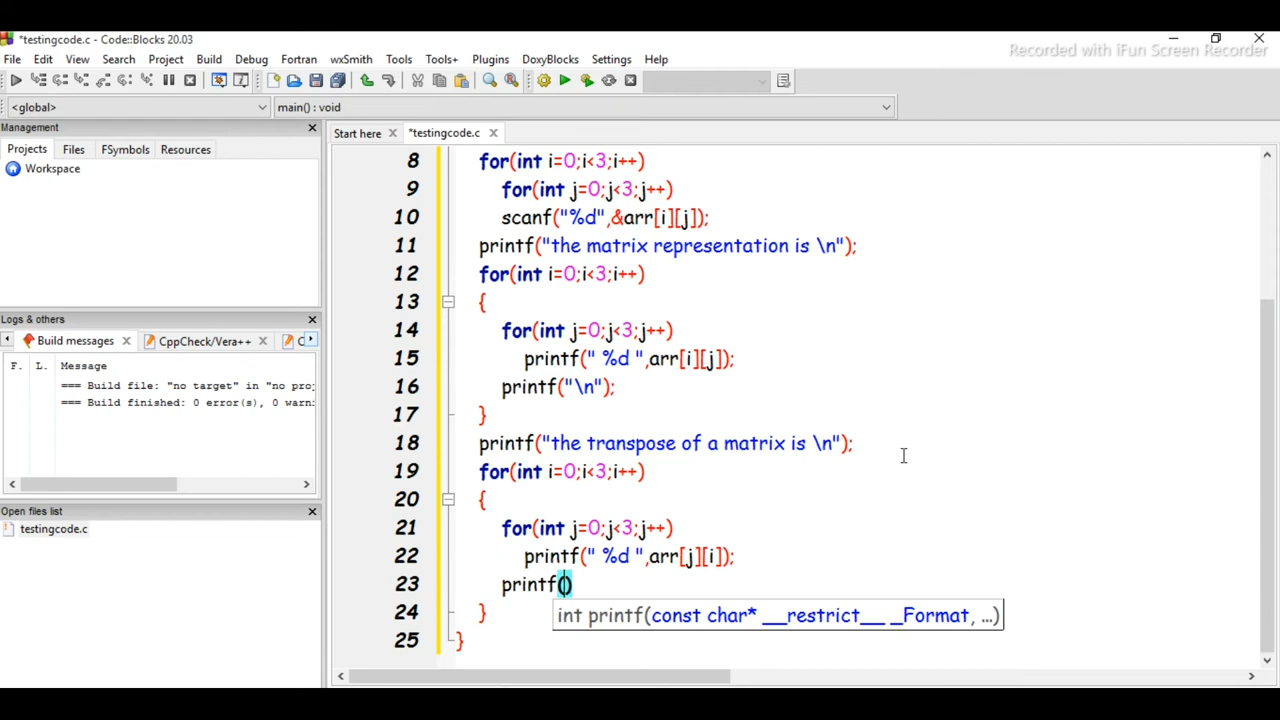 *testingcode.c - Code::Blocks 20.03
Recorded with iFun Screen Recorder
File Edit View Search Project Build Debug Fortran wxSmith Tools Tools+ Plugins DoxyBlocks Settings Help
<global> main() : void
Management
Projects Files FSymbols Resources
Workspace
Start here *testingcode.c
8 for(int i=0;i<3;i++)
9 for(int j=0;j<3;j++)
10 scanf("%d",&arr[i][j]);
11 printf("the matrix representation is \n");
12 for(int i=0;i<3;i++)
13 {
14 for(int j=0;j<3;j++)
15 printf(" %d ",arr[i][j]);
16 printf("\n");
17 }
18 printf("the transpose of a matrix is \n");
19 for(int i=0;i<3;i++)
20 {
21 for(int j=0;j<3;j++)
22 printf(" %d ",arr[j][i]);
23 printf()
int printf(const char* __restrict__ _Format, ...)
24 }
25 }
Logs & others
Build messages CppCheck/Vera++ C
F. L. Message
=== Build file: "no target" in "no proj
=== Build finished: 0 error(s), 0 warni
Open files list
testingcode.c